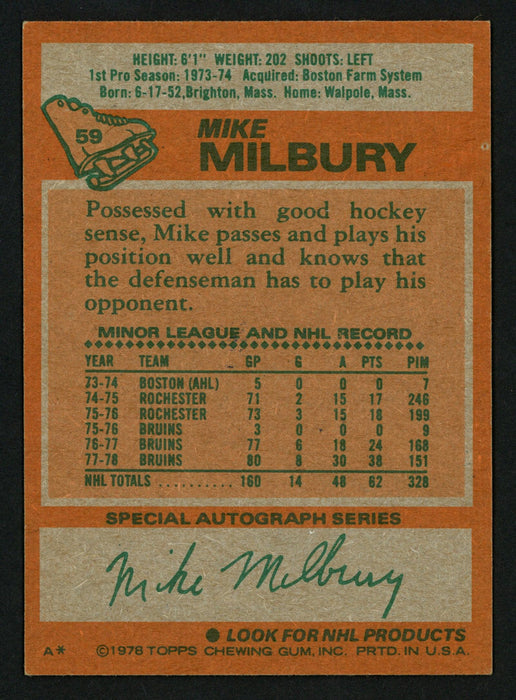 HEIGHT: 6'1" WEIGHT: 202 SHOOTS: LEFT
1st Pro Season: 1973-74 Acquired: Boston Farm System
Born: 6-17-52, Brighton, Mass. Home: Walpole, Mass.
59
MIKE
MILBURY
Possessed with good hockey
sense, Mike passes and plays his
position well and knows that
the defenseman has to play his
opponent.
MINOR LEAGUE AND NHL RECORD
YEAR TEAM GP G A PTS PIM
73-74 BOSTON (AHL) 5 0 0 0 7
74-75 ROCHESTER 71 2 15 17 246
75-76 ROCHESTER 73 3 15 18 199
75-76 BRUINS 3 0 0 0 9
76-77 BRUINS 77 6 18 24 168
77-78 BRUINS 80 8 30 38 151
NHL TOTALS .......... 160 14 48 62 328
SPECIAL AUTOGRAPH SERIES
Mike Milbury
LOOK FOR NHL PRODUCTS
A* ©1978 TOPPS CHEWING GUM, INC. PRTD. IN U.S.A.